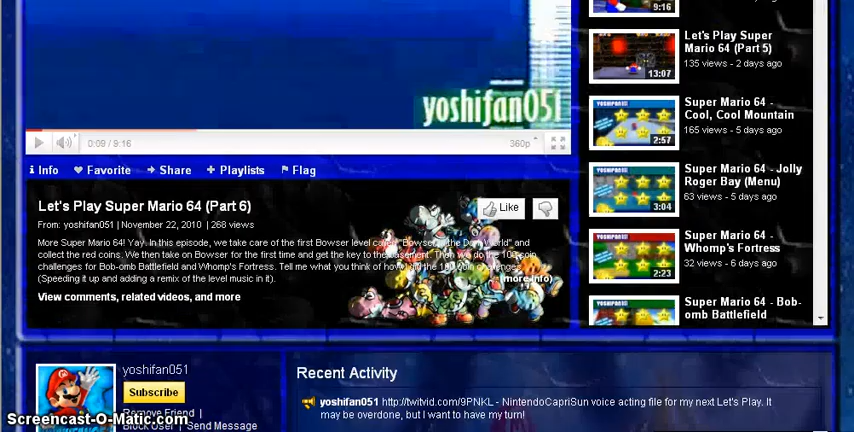 9:16
Let's Play Super
Mario 64 (Part 5)
135 views - 2 days ago
13:07
yoshifan051
YOSHIFAN051
Super Mario 64 -
Cool, Cool Mountain
165 views - 5 days ago
2:57
0:09 / 9:16
360p
Info
Favorite
Share
Playlists
Flag
YOSHIFAN051
Super Mario 64 - Jolly
Roger Bay (Menu)
63 views - 5 days ago
3:04
Let's Play Super Mario 64 (Part 6)
Like
From: yoshifan051 | November 22, 2010 | 268 views
More Super Mario 64! Yay. In this episode, we take care of the first Bowser level "Bowser the World" and
collect the red coins. We then take on Bowser for the first time and get the key to the basement. Then we do the 100 coin
challenges for Bob-omb Battlefield and Whomp's Fortress. Tell me what you think of how the 100 coin challenges
(Speeding it up and adding a remix of the level music in it).
(more info)
View comments, related videos, and more
YOSHIFAN051
Super Mario 64 -
Whomp's Fortress
32 views - 6 days ago
2:23
Super Mario 64 - Bob-
omb Battlefield
yoshifan051
Subscribe
Remove Friend |
Block User | Send Message
Recent Activity
yoshifan051 http://twitvid.com/9PNKL - NintendoCapriSun voice acting file for my next Let's Play. It
may be overdone, but I want to have my turn!
Screencast-O-Matic.com